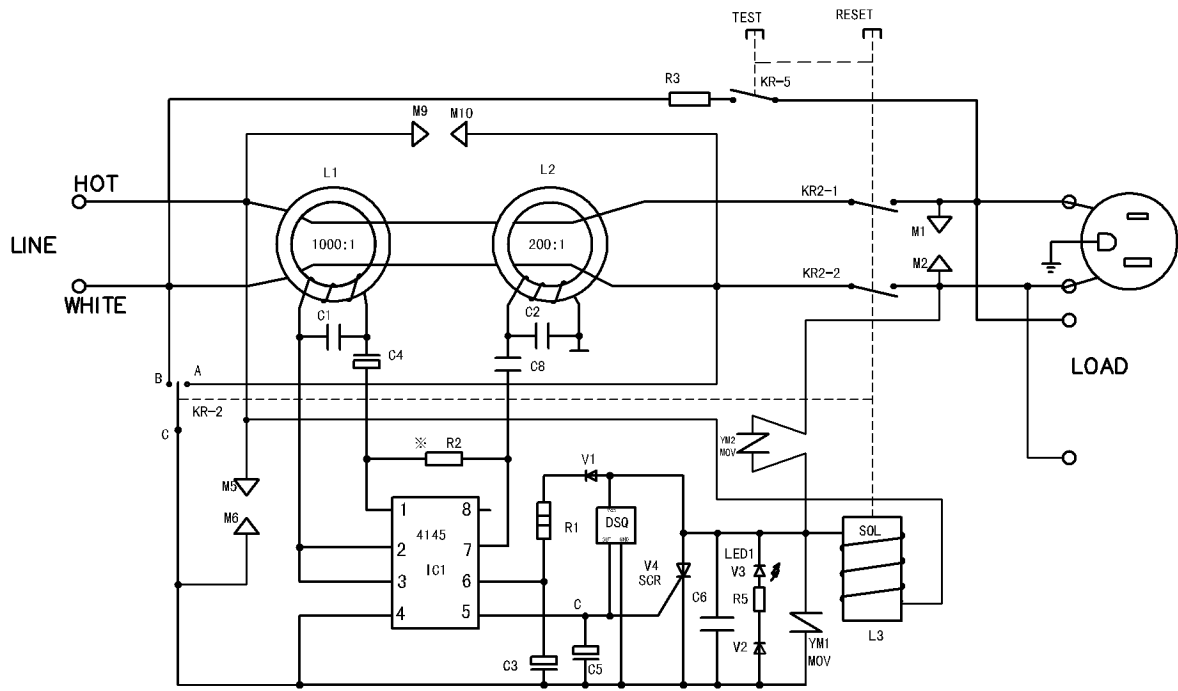 TEST
RESET
R3
KR-5
M9
M10
L1
L2
HOT
LINE
WHITE
1000:1
200:1
KR2-1
KR2-2
M1
M2
C1
C2
C4
C8
B
A
KR-2
C
LOAD
※ R2
YM2
MOV
V1
M5
M6
1
8
4145
IC1
2
7
3
6
4
5
R1
DSQ
SOL
LED1
V3
V4
SCR
C6
R5
C
V2
C3
C5
YM1
MOV
L3